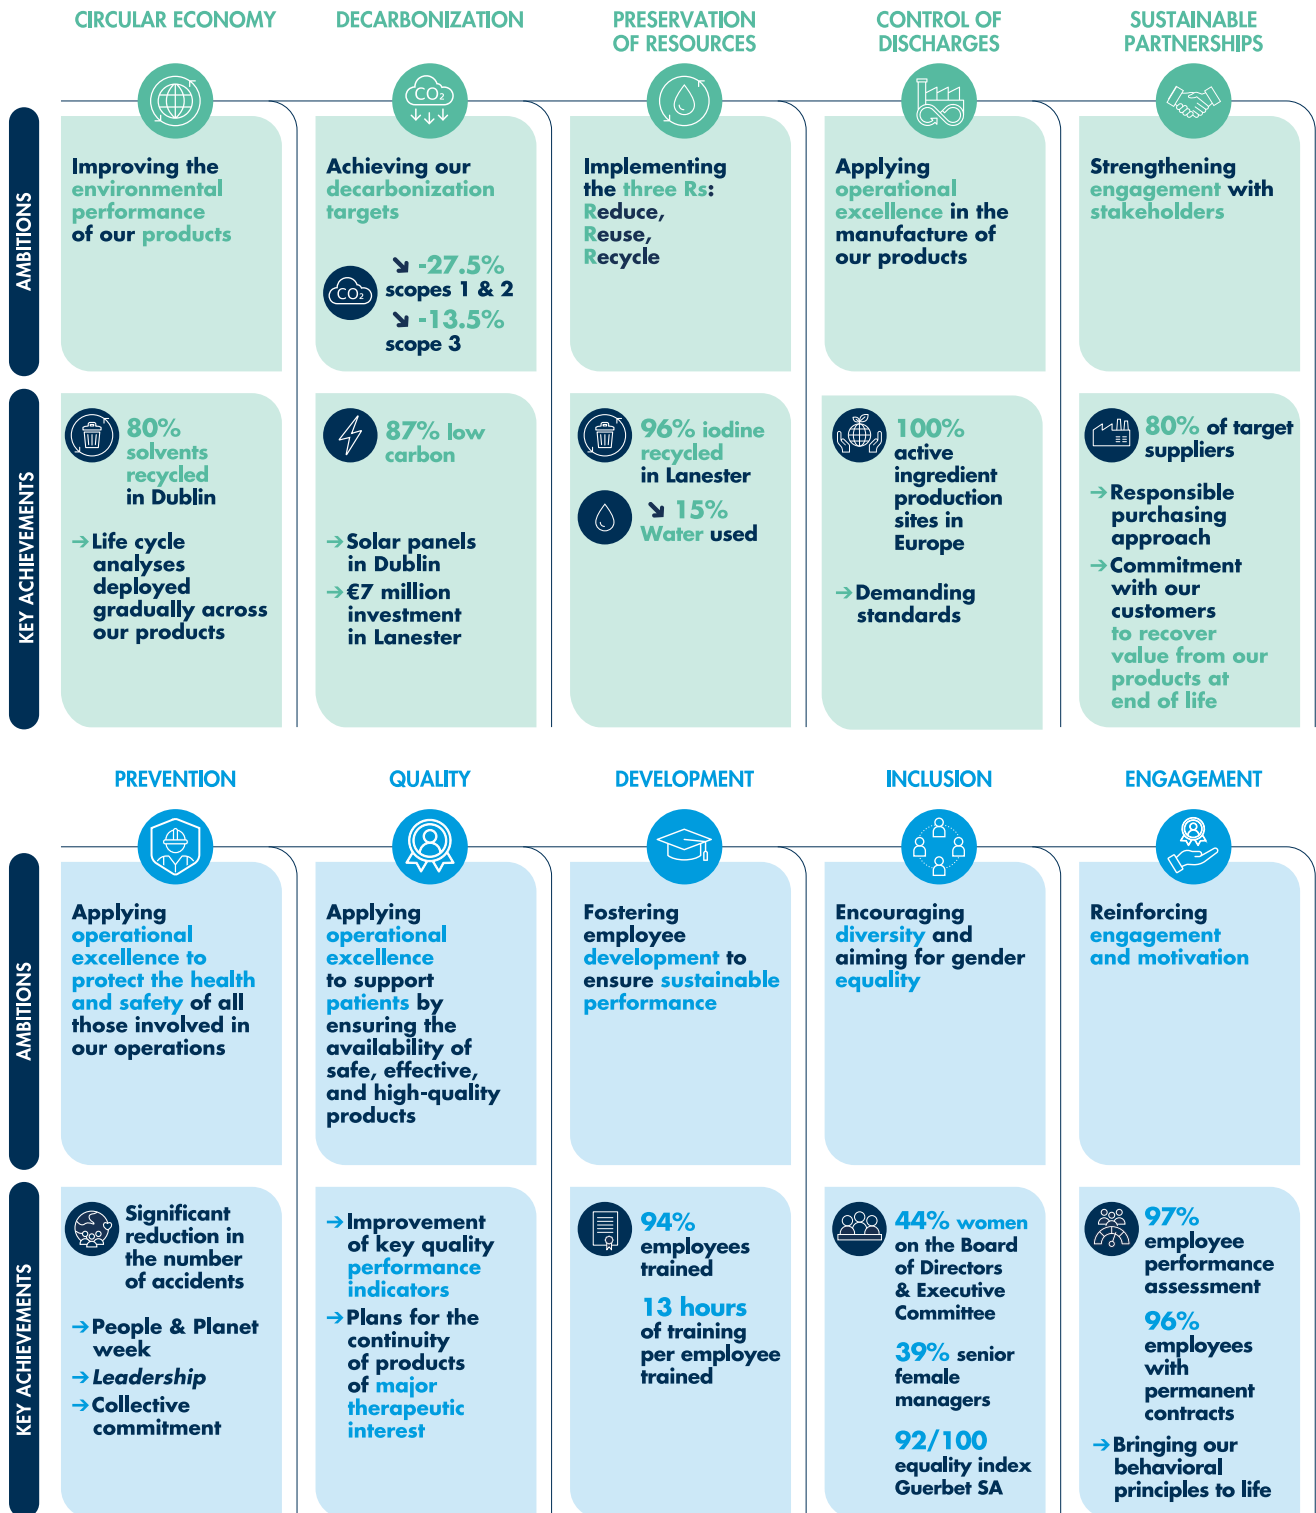 CIRCULAR ECONOMY
DECARBONIZATION
PRESERVATION
OF RESOURCES
CONTROL OF
DISCHARGES
SUSTAINABLE
PARTNERSHIPS
AMBITIONS
Improving the
environmental
performance
of our products
CO2
Achieving our
decarbonization
targets
CO2
-27.5%
scopes 1 & 2
-13.5%
scope 3
Implementing
the three Rs:
Reduce,
Reuse,
Recycle
Applying
operational
excellence in the
manufacture of
our products
Strengthening
engagement with
stakeholders
KEY ACHIEVEMENTS
80%
solvents
recycled
in Dublin
→ Life cycle
analyses
deployed
gradually across
our products
87% low
carbon
→ Solar panels
in Dublin
→ €7 million
investment
in Lanester
96% iodine
recycled
in Lanester
15%
Water used
100%
active
ingredient
production
sites in
Europe
→ Demanding
standards
80% of target
suppliers
→ Responsible
purchasing
approach
→ Commitment
with our
customers
to recover
value from our
products at
end of life
PREVENTION
QUALITY
DEVELOPMENT
INCLUSION
ENGAGEMENT
AMBITIONS
Applying
operational
excellence to
protect the health
and safety of all
those involved in
our operations
Applying
operational
excellence
to support
patients by
ensuring the
availability of
safe, effective,
and high-quality
products
Fostering
employee
development to
ensure sustainable
performance
Encouraging
diversity and
aiming for gender
equality
Reinforcing
engagement
and motivation
KEY ACHIEVEMENTS
Significant
reduction in
the number
of accidents
→ People & Planet
week
→ Leadership
→ Collective
commitment
→ Improvement
of key quality
performance
indicators
→ Plans for the
continuity
of products
of major
therapeutic
interest
94%
employees
trained
13 hours
of training
per employee
trained
44% women
on the Board
of Directors
& Executive
Committee
39% senior
female
managers
92/100
equality index
Guerbet SA
97%
employee
performance
assessment
96%
employees
with
permanent
contracts
→ Bringing our
behavioral
principles to life